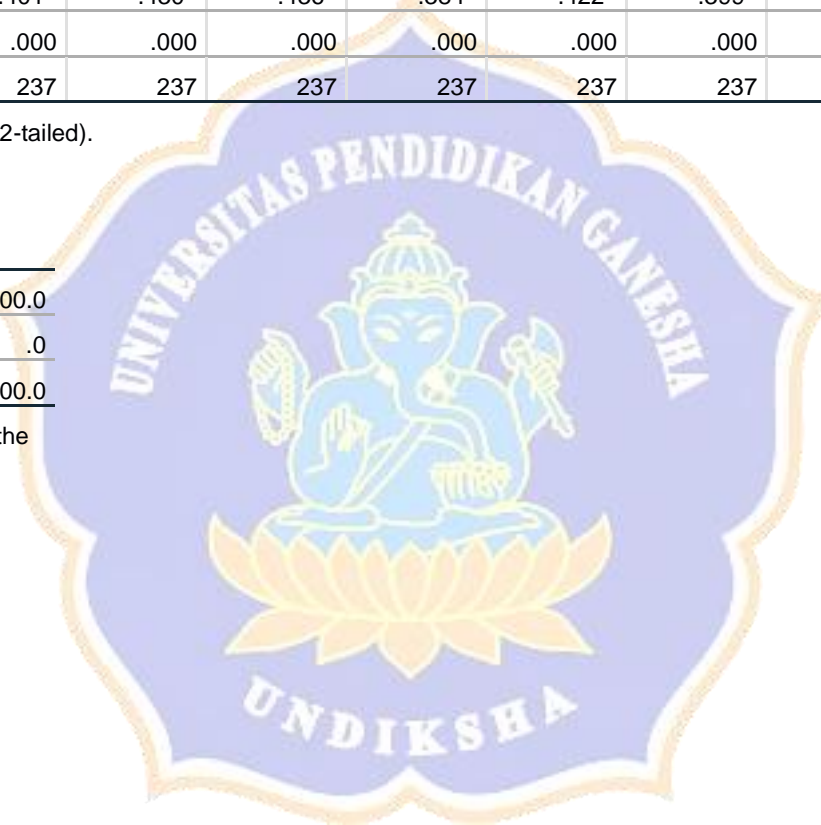 .000 .000 .000 .000 .000 .000
237 237 237 237 237 237
2-tailed).
00.0
.0
00.0
the
UNIVERSITAS PENDIDIKAN GANESHA
UNDIKSHA